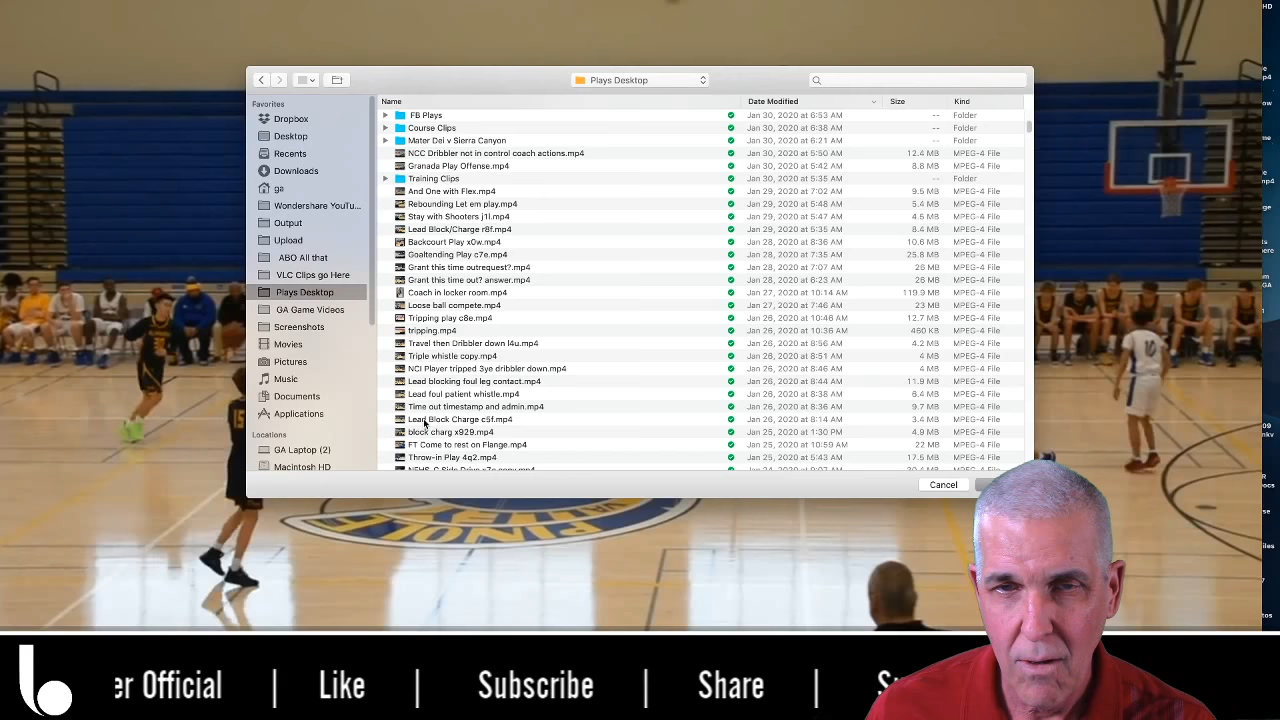 Plays Desktop
Favorites
Dropbox
Desktop
Recents
Downloads
ga
Wondershare YouTu...
Output
Upload
ABO All that
VLC Clips go Here
Plays Desktop
GA Game Videos
Screenshots
Movies
Pictures
Music
Documents
Applications
Locations
GA Laptop (2)
Macintosh HD
Name Date Modified Size Kind
FB Plays Jan 30, 2020 at 6:53 AM -- Folder
Course Clips Jan 30, 2020 at 6:38 AM -- Folder
Mater Dei v Sierra Canyon Jan 30, 2020 at 6:21 AM -- Folder
NCC Dribbler not in control coach actions.mp4 Jan 30, 2020 at 5:50 AM 12.4 MB MPEG-4 File
Granada Play Offense.mp4 Jan 30, 2020 at 5:42 AM 8.8 MB MPEG-4 File
Training Clips Jan 30, 2020 at 5:35 AM -- Folder
And One with Flex.mp4 Jan 29, 2020 at 7:02 AM 9.5 MB MPEG-4 File
Rebounding Let em play.mp4 Jan 29, 2020 at 5:48 AM 5.4 MB MPEG-4 File
Stay with Shooters j1l.mp4 Jan 29, 2020 at 5:47 AM 4.5 MB MPEG-4 File
Lead Block/Charge r8f.mp4 Jan 29, 2020 at 5:35 AM 8.4 MB MPEG-4 File
Backcourt Play x0w.mp4 Jan 28, 2020 at 8:36 AM 10.6 MB MPEG-4 File
Goaltending Play c7e.mp4 Jan 28, 2020 at 7:35 AM 25.8 MB MPEG-4 File
Grant this time outrequest?.mp4 Jan 28, 2020 at 7:07 AM 26 MB MPEG-4 File
Grant this time out? answer.mp4 Jan 28, 2020 at 6:23 AM 26 MB MPEG-4 File
Coach in locker room.mp4 Jan 27, 2020 at 10:14 AM 119.9 MB MPEG-4 File
Loose ball compete.mp4 Jan 27, 2020 at 7:46 AM 23 MB MPEG-4 File
Tripping play c8e.mp4 Jan 26, 2020 at 10:46 AM 12.7 MB MPEG-4 File
tripping.mp4 Jan 26, 2020 at 10:36 AM 460 KB MPEG-4 File
Travel then Dribbler down l4u.mp4 Jan 26, 2020 at 8:56 AM 4.2 MB MPEG-4 File
Triple whistle copy.mp4 Jan 26, 2020 at 8:51 AM 4 MB MPEG-4 File
NCI Player tripped 3ye dribbler down.mp4 Jan 26, 2020 at 8:46 AM 4 MB MPEG-4 File
Lead blocking foul leg contact.mp4 Jan 26, 2020 at 8:44 AM 11.9 MB MPEG-4 File
Lead foul patient whistle.mp4 Jan 26, 2020 at 8:38 AM 6.4 MB MPEG-4 File
Time out timestamp and admin.mp4 Jan 26, 2020 at 8:36 AM 9.7 MB MPEG-4 File
Lead Block Charge c5f.mp4 Jan 26, 2020 at 8:14 AM 3.4 MB MPEG-4 File
block charg x929.mp4 Jan 25, 2020 at 1:30 PM 4.9 MB MPEG-4 File
FT Come to rest on Flange.mp4 Jan 25, 2020 at 10:59 AM 22 MB MPEG-4 File
Throw-in Play 4q2.mp4 Jan 25, 2020 at 5:43 AM 17.5 MB MPEG-4 File
Cancel
PINOLE
10
15
er Official | Like | Subscribe | Share |
b